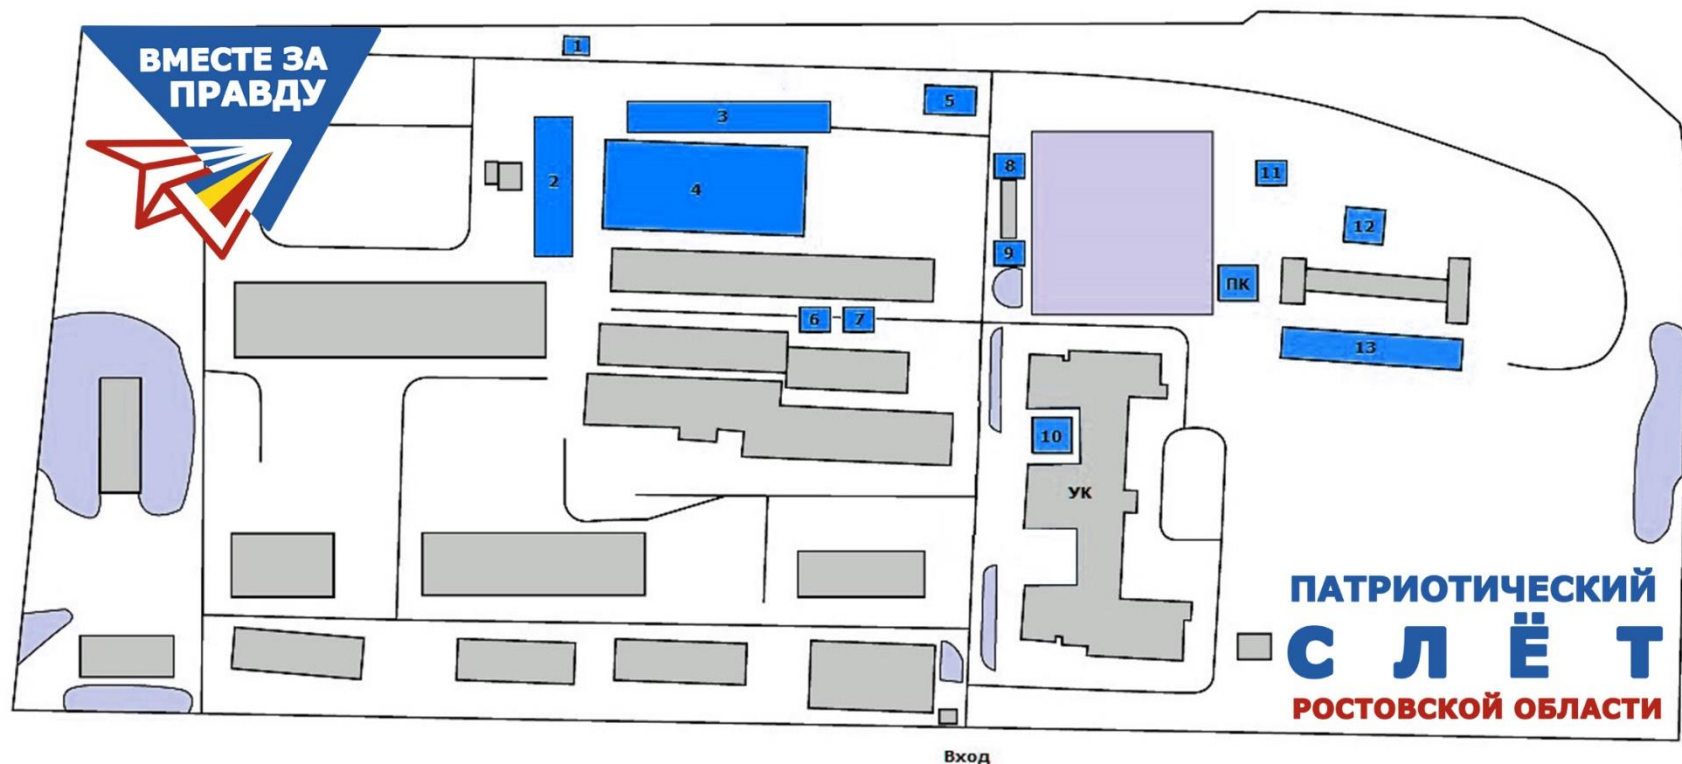 ВМЕСТЕ ЗА
ПРАВДУ
1
2
3
4
5
6
7
8
9
10
11
12
ПК
13
УК
ПАТРИОТИЧЕСКИЙ
СЛЁТ
РОСТОВСКОЙ ОБЛАСТИ
Вход